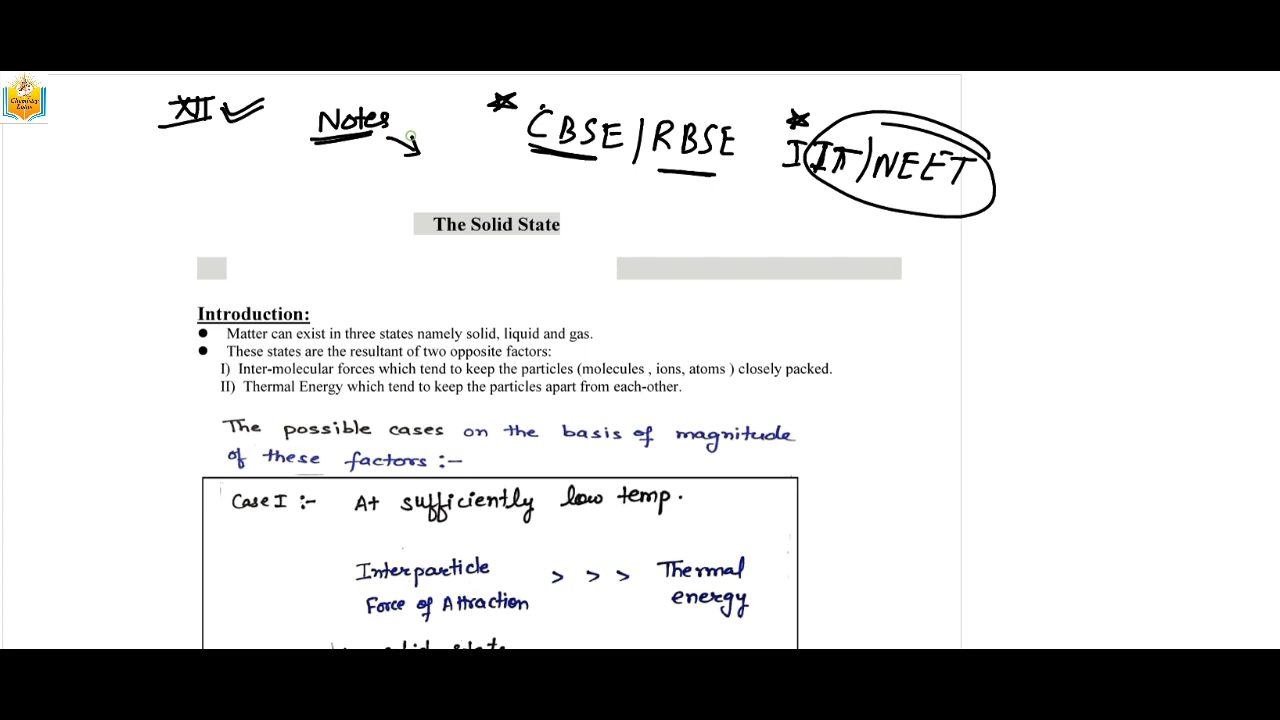 Chemistry
XII
Notes
CBSE/RBSE
IIT/NEET
The Solid State
Introduction:
● Matter can exist in three states namely solid, liquid and gas.
● These states are the resultant of two opposite factors:
I) Inter-molecular forces which tend to keep the particles (molecules , ions, atoms ) closely packed.
II) Thermal Energy which tend to keep the particles apart from each-other.
The possible cases on the basis of magnitude
of these factors :-
Case I :- At sufficiently low temp.
Interparticle > > > Thermal
Force of Attraction energy
solid state